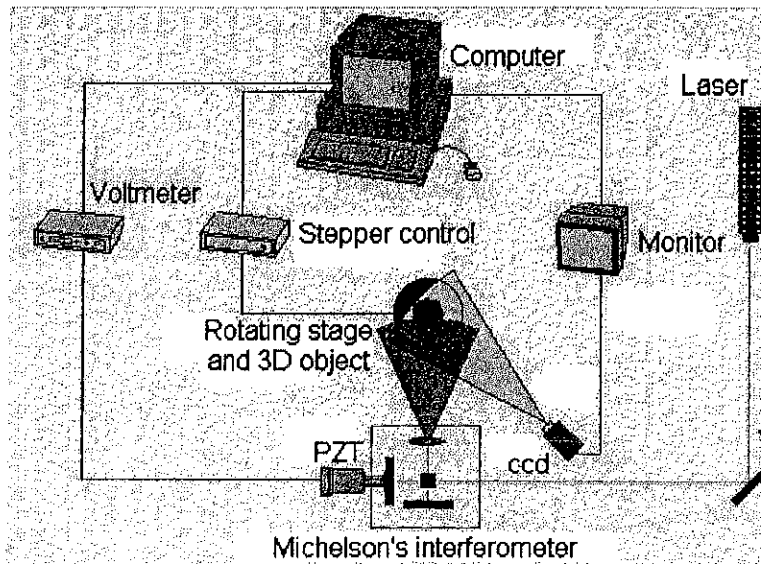 Computer
Laser
Voltmeter
Stepper control
Monitor
Rotating stage
and 3D object
PZT
ccd
Michelson's interferometer